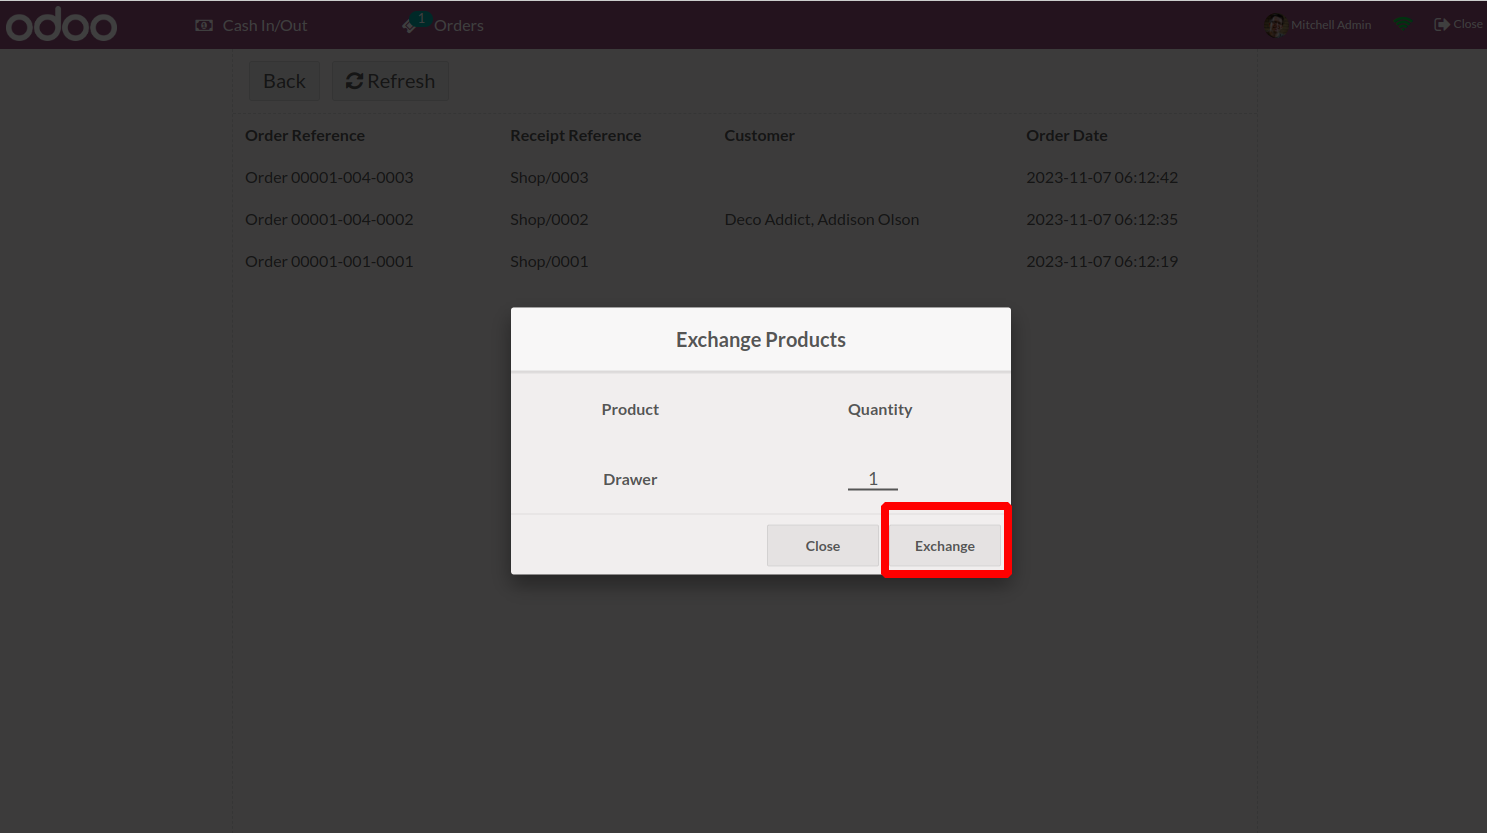 odoo Cash In/Out 1 Orders Mitchell Admin Close
Back Refresh
Order Reference Receipt Reference Customer Order Date
Order 00001-004-0003 Shop/0003 2023-11-07 06:12:42
Order 00001-004-0002 Shop/0002 Deco Addict, Addison Olson 2023-11-07 06:12:35
Order 00001-001-0001 Shop/0001 2023-11-07 06:12:19
Exchange Products
Product Quantity
Drawer 1
Close Exchange